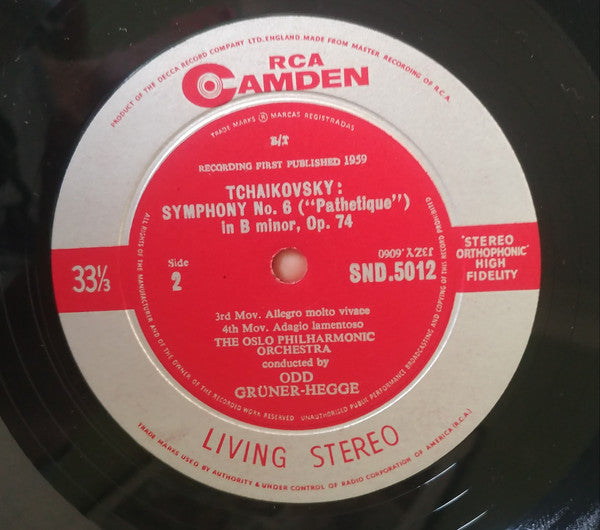 PRODUCT OF THE DECCA RECORD COMPANY LTD., ENGLAND. MADE FROM MASTER RECORDING OF R.C.A.
RCA
CAMDEN
TRADE MARKS ® MARCAS REGISTRADAS
E/T
RECORDING FIRST PUBLISHED 1959
TCHAIKOVSKY:
SYMPHONY No. 6 ("Pathetique")
in B minor, Op. 74
33⅓
Side
2
J3ZY.0609
SND.5012
"STEREO
ORTHOPHONIC"
HIGH
FIDELITY
3rd Mov. Allegro molto vivace
4th Mov. Adagio lamentoso
THE OSLO PHILHARMONIC
ORCHESTRA
conducted by
ODD
GRÜNER-HEGGE
ALL RIGHTS OF THE MANUFACTURER AND OF THE OWNER OF THE RECORDED WORK RESERVED UNAUTHORISED PUBLIC PERFORMANCE BROADCASTING AND COPYING OF THIS RECORD PROHIBITED
LIVING STEREO
TRADE MARKS USED BY AUTHORITY & UNDER CONTROL OF RADIO CORPORATION OF AMERICA (R.C.A.)